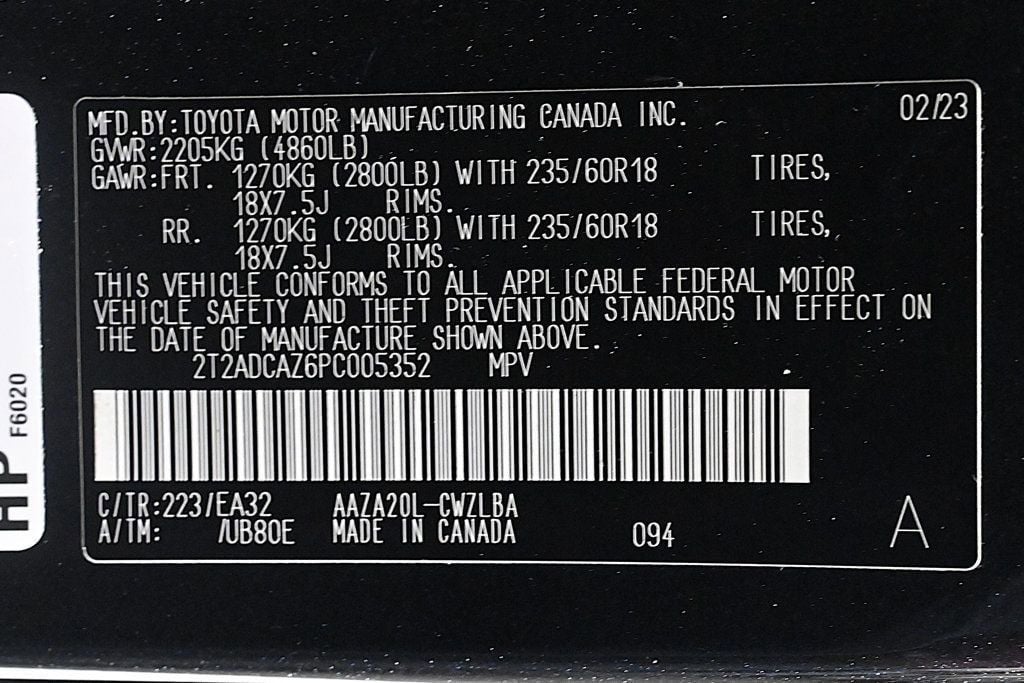 MFD.BY:TOYOTA MOTOR MANUFACTURING CANADA INC. 02/23
GVWR:2205KG (4860LB)
GAWR:FRT. 1270KG (2800LB) WITH 235/60R18 TIRES,
18X7.5J RIMS.
RR. 1270KG (2800LB) WITH 235/60R18 TIRES,
18X7.5J RIMS.
THIS VEHICLE CONFORMS TO ALL APPLICABLE FEDERAL MOTOR
VEHICLE SAFETY AND THEFT PREVENTION STANDARDS IN EFFECT ON
THE DATE OF MANUFACTURE SHOWN ABOVE.
2T2ADCAZ6PC005352 MPV
C/TR:223/EA32 AAZA20L-CWZLBA
A/TM: /UB80E MADE IN CANADA 094 A
F6020
HP